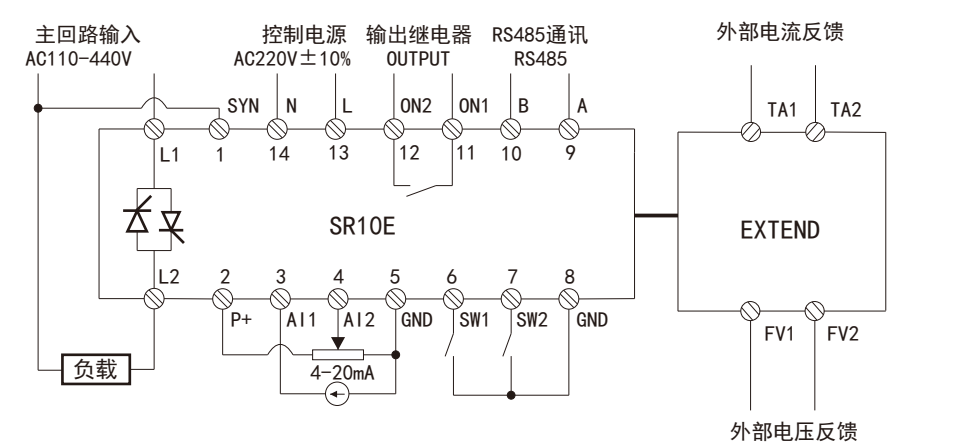 主回路输入
AC110-440V
控制电源
AC220V±10%
输出继电器
OUTPUT
RS485通讯
RS485
外部电流反馈
SYN
N
L
ON2
ON1
B
A
TA1
TA2
L1
1
14
13
12
11
10
9
SR10E
EXTEND
L2
2
3
4
5
6
7
8
P+
AI1
AI2
GND
SW1
SW2
GND
FV1
FV2
负载
4-20mA
外部电压反馈